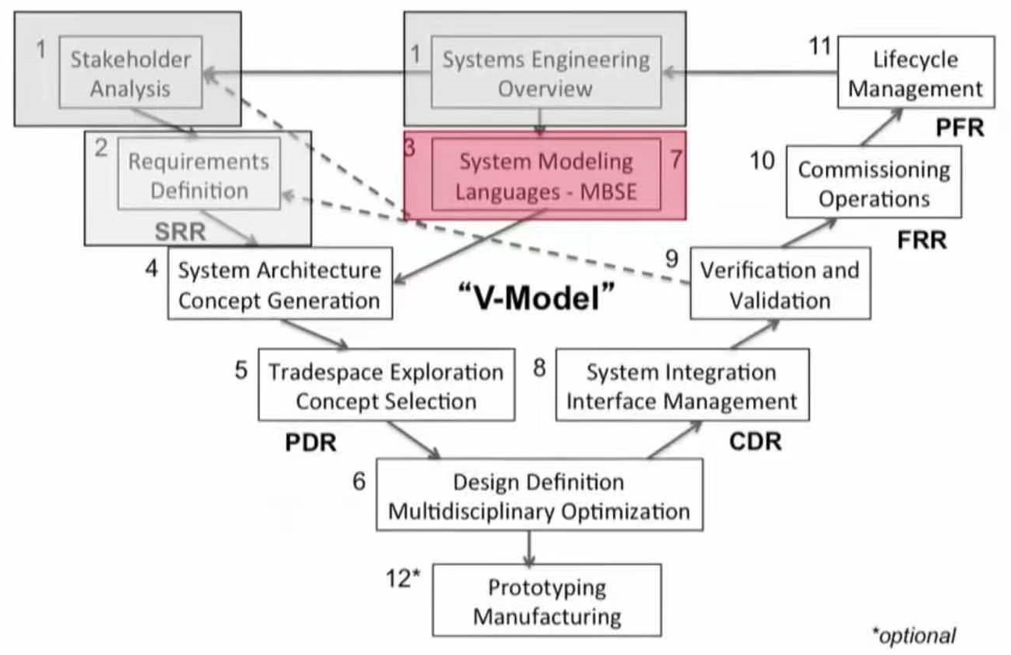 1
Stakeholder
Analysis
1
Systems Engineering
Overview
11
Lifecycle
Management
PFR
2
Requirements
Definition
SRR
3
System Modeling
Languages - MBSE
7
10
Commissioning
Operations
FRR
4
System Architecture
Concept Generation
“V-Model”
9
Verification and
Validation
5
Tradespace Exploration
Concept Selection
PDR
8
System Integration
Interface Management
CDR
6
Design Definition
Multidisciplinary Optimization
12*
Prototyping
Manufacturing
*optional